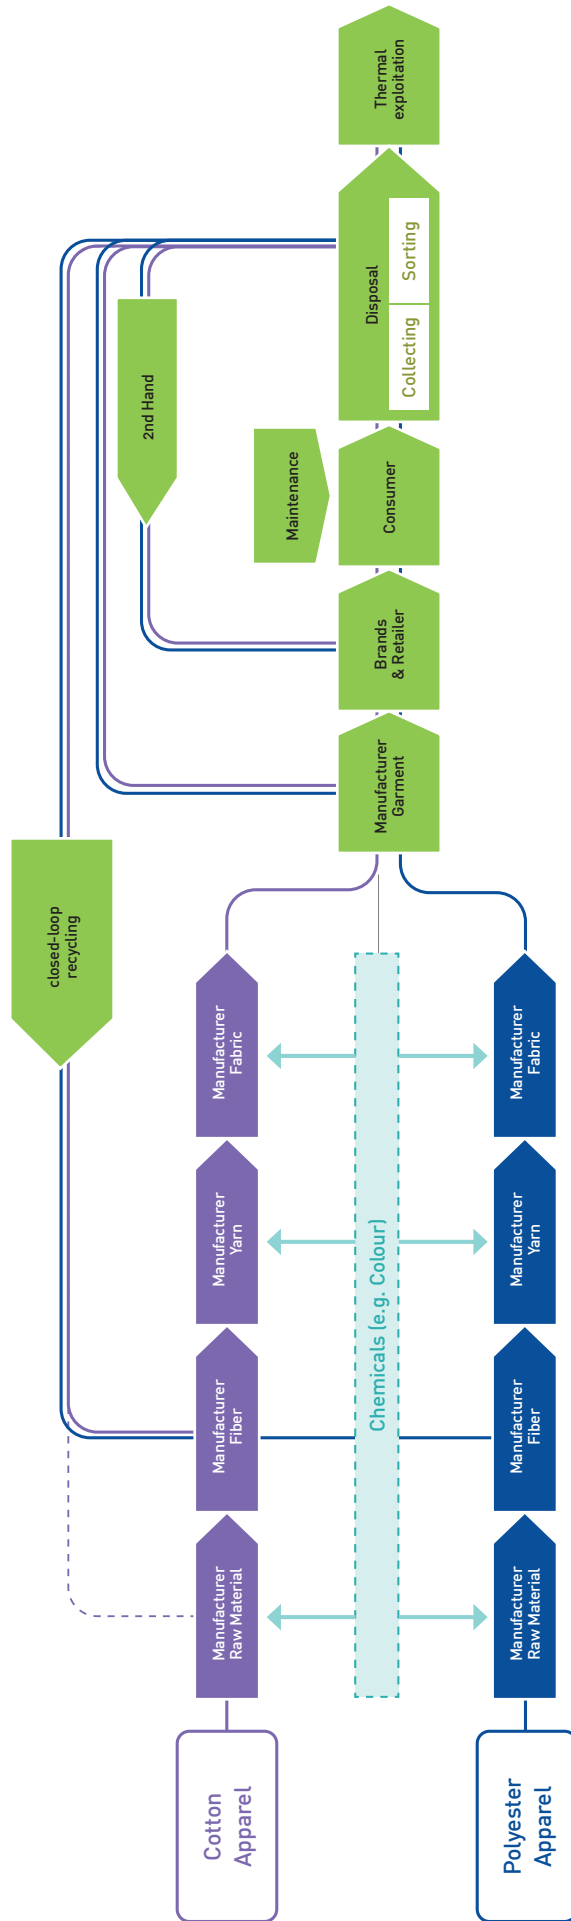 Cotton
Apparel
Manufacturer
Raw Material
Manufacturer
Fiber
Manufacturer
Yarn
Manufacturer
Fabric
closed-loop
recycling
2nd Hand
Chemicals (e.g. Colour)
Manufacturer
Garment
Brands
& Retailer
Maintenance
Consumer
Disposal
Collecting
Sorting
Thermal
exploitation
Polyester
Apparel
Manufacturer
Raw Material
Manufacturer
Fiber
Manufacturer
Yarn
Manufacturer
Fabric